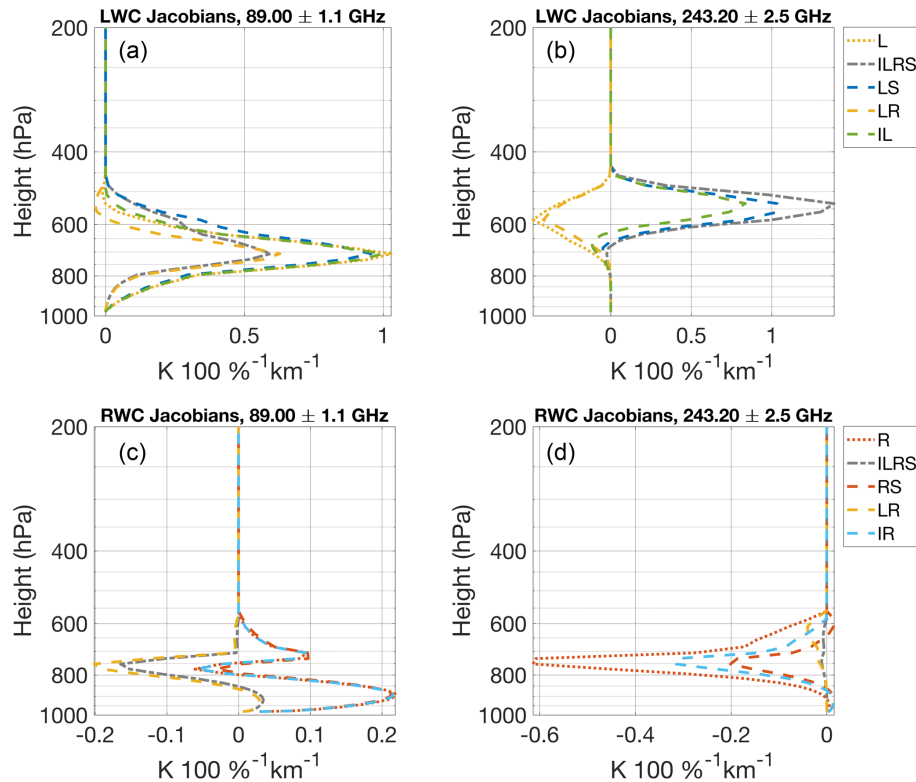 LWC Jacobians, 89.00 ± 1.1 GHz
(a)
200
400
600
800
1000
Height (hPa)
0
0.5
1
K 100 %⁻¹km⁻¹
LWC Jacobians, 243.20 ± 2.5 GHz
(b)
200
400
600
800
1000
Height (hPa)
0
0.5
1
K 100 %⁻¹km⁻¹
L
ILRS
LS
LR
IL
RWC Jacobians, 89.00 ± 1.1 GHz
(c)
200
400
600
800
1000
Height (hPa)
-0.2
-0.1
0
0.1
0.2
K 100 %⁻¹km⁻¹
RWC Jacobians, 243.20 ± 2.5 GHz
(d)
200
400
600
800
1000
Height (hPa)
-0.6
-0.4
-0.2
0
K 100 %⁻¹km⁻¹
R
ILRS
RS
LR
IR